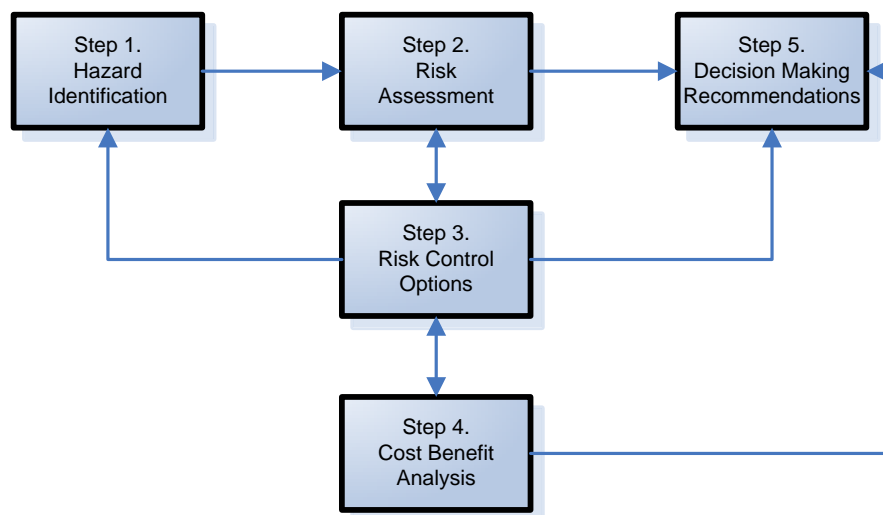 Step 1.
Hazard
Identification
Step 2.
Risk
Assessment
Step 5.
Decision Making
Recommendations
Step 3.
Risk Control
Options
Step 4.
Cost Benefit
Analysis